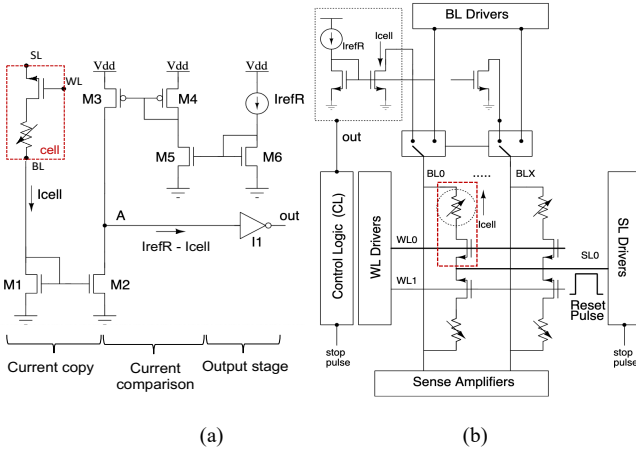 SL
WL
cell
BL
Icell
M1
M2
Vdd
Vdd
Vdd
M3
M4
M5
M6
IrefR
A
IrefR - Icell
I1
out
Current copy
Current
comparison
Output stage
(a)
BL Drivers
IrefR
Icell
out
BL0
.....
BLX
Control Logic (CL)
WL Drivers
WL0
WL1
Icell
SL0
SL Drivers
Reset
Pulse
stop
pulse
stop
pulse
Sense Amplifiers
(b)